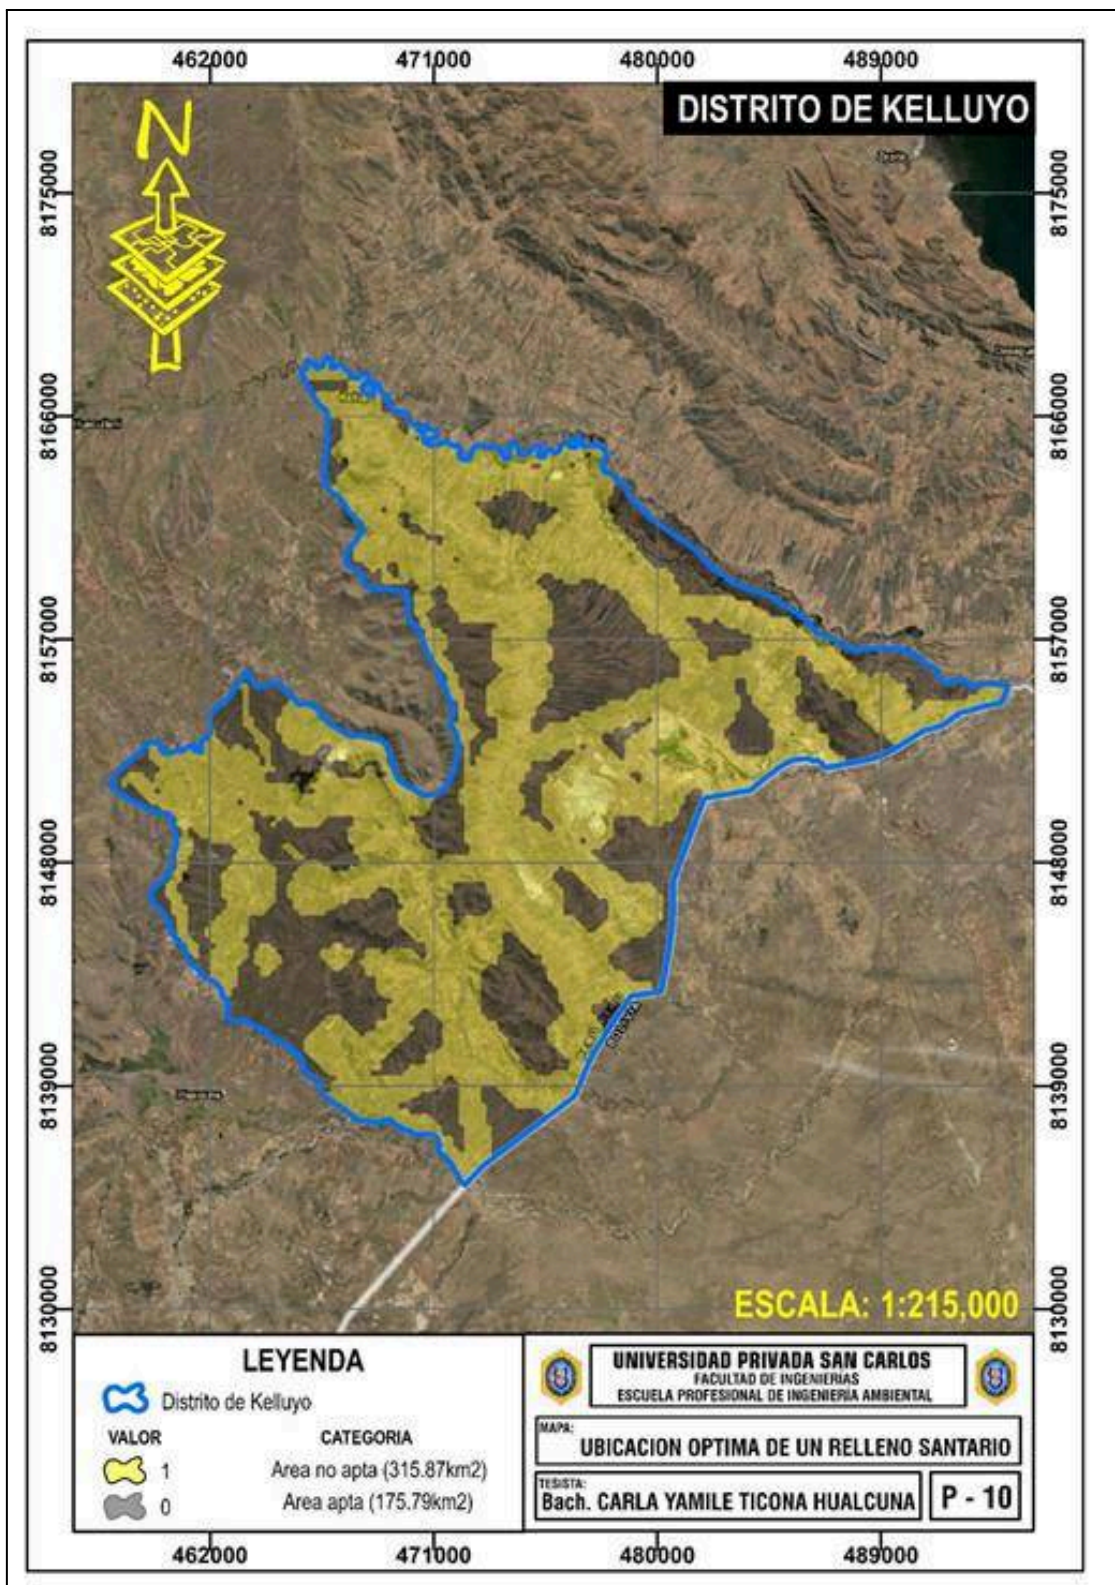 462000 471000 480000 489000
N
DISTRITO DE KELLUYO
8175000 8175000
8166000 8166000
8157000 8157000
8148000 8148000
8139000 8139000
8130000 8130000
ESCALA: 1:215,000
LEYENDA
Distrito de Kelluyo
VALOR CATEGORIA
1 Area no apta (315.87km2)
0 Area apta (175.79km2)
UNIVERSIDAD PRIVADA SAN CARLOS
FACULTAD DE INGENIERIAS
ESCUELA PROFESIONAL DE INGENIERÍA AMBIENTAL
MAPA:
UBICACION OPTIMA DE UN RELLENO SANTARIO
TESISTA:
Bach. CARLA YAMILE TICONA HUALCUNA
P - 10
462000 471000 480000 489000